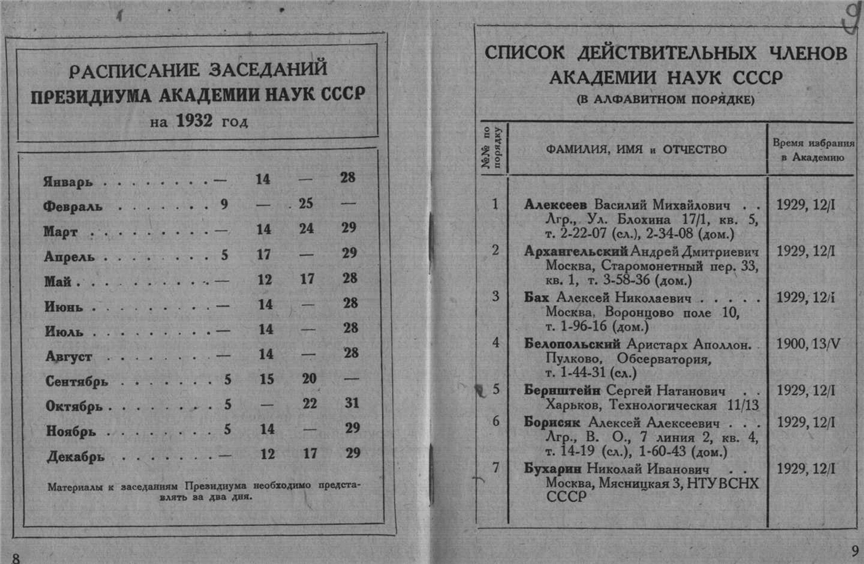 РАСПИСАНИЕ ЗАСЕДАНИЙ
ПРЕЗИДИУМА АКАДЕМИИ НАУК СССР
на 1932 год
Январь . . . . . . . . — 14 — 28
Февраль . . . . . . . 9 — 25 —
Март . . . . . . . . . — 14 24 29
Апрель . . . . . . . . 5 17 — 29
Май . . . . . . . . . . — 12 17 28
Июнь . . . . . . . . . — 14 — 28
Июль . . . . . . . . . — 14 — 28
Август . . . . . . . . — 14 — 28
Сентябрь . . . . . . . 5 15 20 —
Октябрь . . . . . . . . 5 — 22 31
Ноябрь . . . . . . . . 5 14 — 29
Декабрь . . . . . . . . — 12 17 29
Материалы к заседаниям Президиума необходимо предста-
влять за два дня.
8
9
СПИСОК ДЕЙСТВИТЕЛЬНЫХ ЧЛЕНОВ
АКАДЕМИИ НАУК СССР
(В АЛФАВИТНОМ ПОРЯДКЕ)
№№ по
порядку
ФАМИЛИЯ, ИМЯ и ОТЧЕСТВО
Время избрания
в Академию
1 Алексеев Василий Михайлович . . 1929, 12/I
Лгр., Ул. Блохина 17/1, кв. 5,
т. 2-22-07 (сл.), 2-34-08 (дом.)
2 Архангельский Андрей Дмитриевич 1929, 12/I
Москва, Старомонетный пер. 33,
кв. 1, т. 3-58-36 (дом.)
3 Бах Алексей Николаевич . . . . . 1929, 12/I
Москва, Воронцово поле 10,
т. 1-96-16 (дом.)
4 Белопольский Аристарх Аполлон. . 1900, 13/V
Пулково, Обсерватория,
т. 1-44-31 (сл.)
5 Бернштейн Сергей Натанович . . 1929, 12/I
Харьков, Технологическая 11/13
6 Борисяк Алексей Алексеевич . . . 1929, 12/I
Лгр., В. О., 7 линия 2, кв. 4,
т. 14-19 (сл.), 1-60-43 (дом.)
7 Бухарин Николай Иванович . . 1929, 12/I
Москва, Мясницкая 3, НТУ ВСНХ
СССР
9